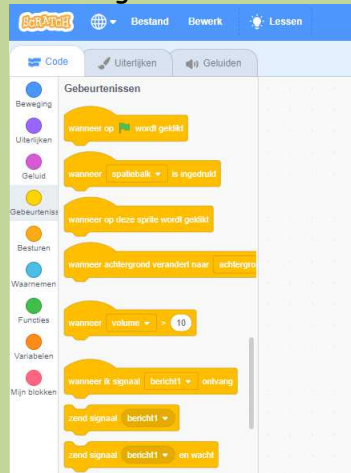 SCRATCH Bestand Bewerk Lessen
Code Uiterlijken Geluiden
Gebeurtenissen
Beweging
Uiterlijken
Geluid
Gebeurteniss
Besturen
Waarnemen
Functies
Variabelen
Mijn blokken
wanneer op wordt geklikt
wanneer spatiebalk is ingedrukt
wanneer op deze sprite wordt geklikt
wanneer achtergrond verandert naar achtergro
wanneer volume > 10
wanneer ik signaal bericht1 ontvang
zend signaal bericht1
zend signaal bericht1 en wacht